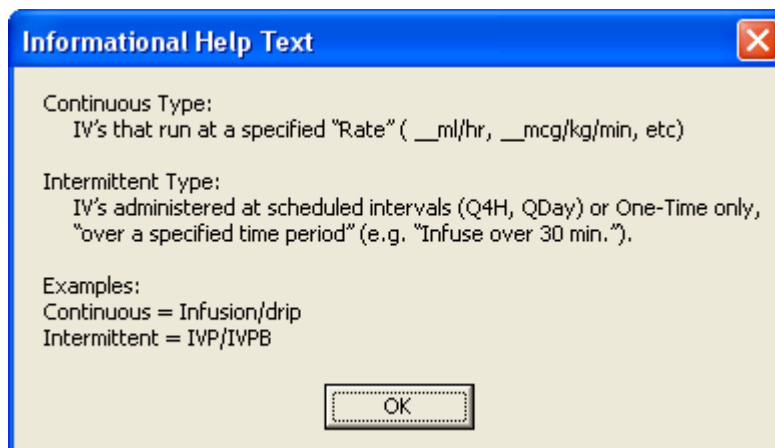 Informational Help Text
Continuous Type:
IV's that run at a specified "Rate" ( __ml/hr, __mcg/kg/min, etc)
Intermittent Type:
IV's administered at scheduled intervals (Q4H, QDay) or One-Time only,
"over a specified time period" (e.g. "Infuse over 30 min.").
Examples:
Continuous = Infusion/drip
Intermittent = IVP/IVPB
OK